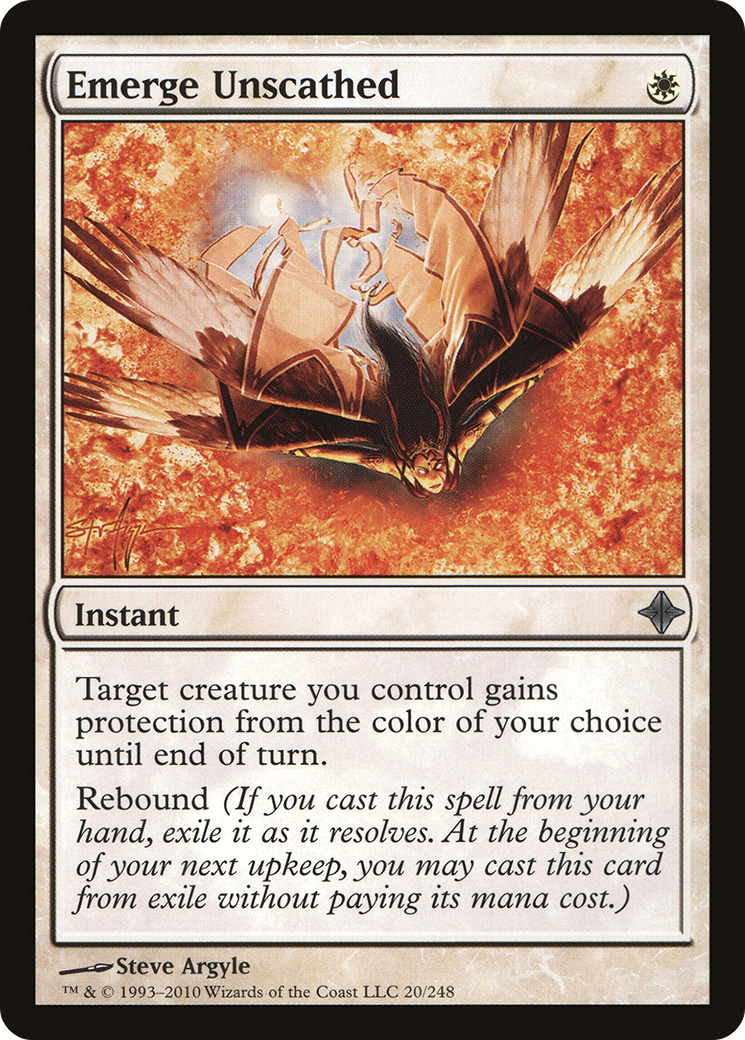 Emerge Unscathed
Instant
Target creature you control gains
protection from the color of your choice
until end of turn.
Rebound (If you cast this spell from your
hand, exile it as it resolves. At the beginning
of your next upkeep, you may cast this card
from exile without paying its mana cost.)
Steve Argyle
™ & © 1993–2010 Wizards of the Coast LLC 20/248